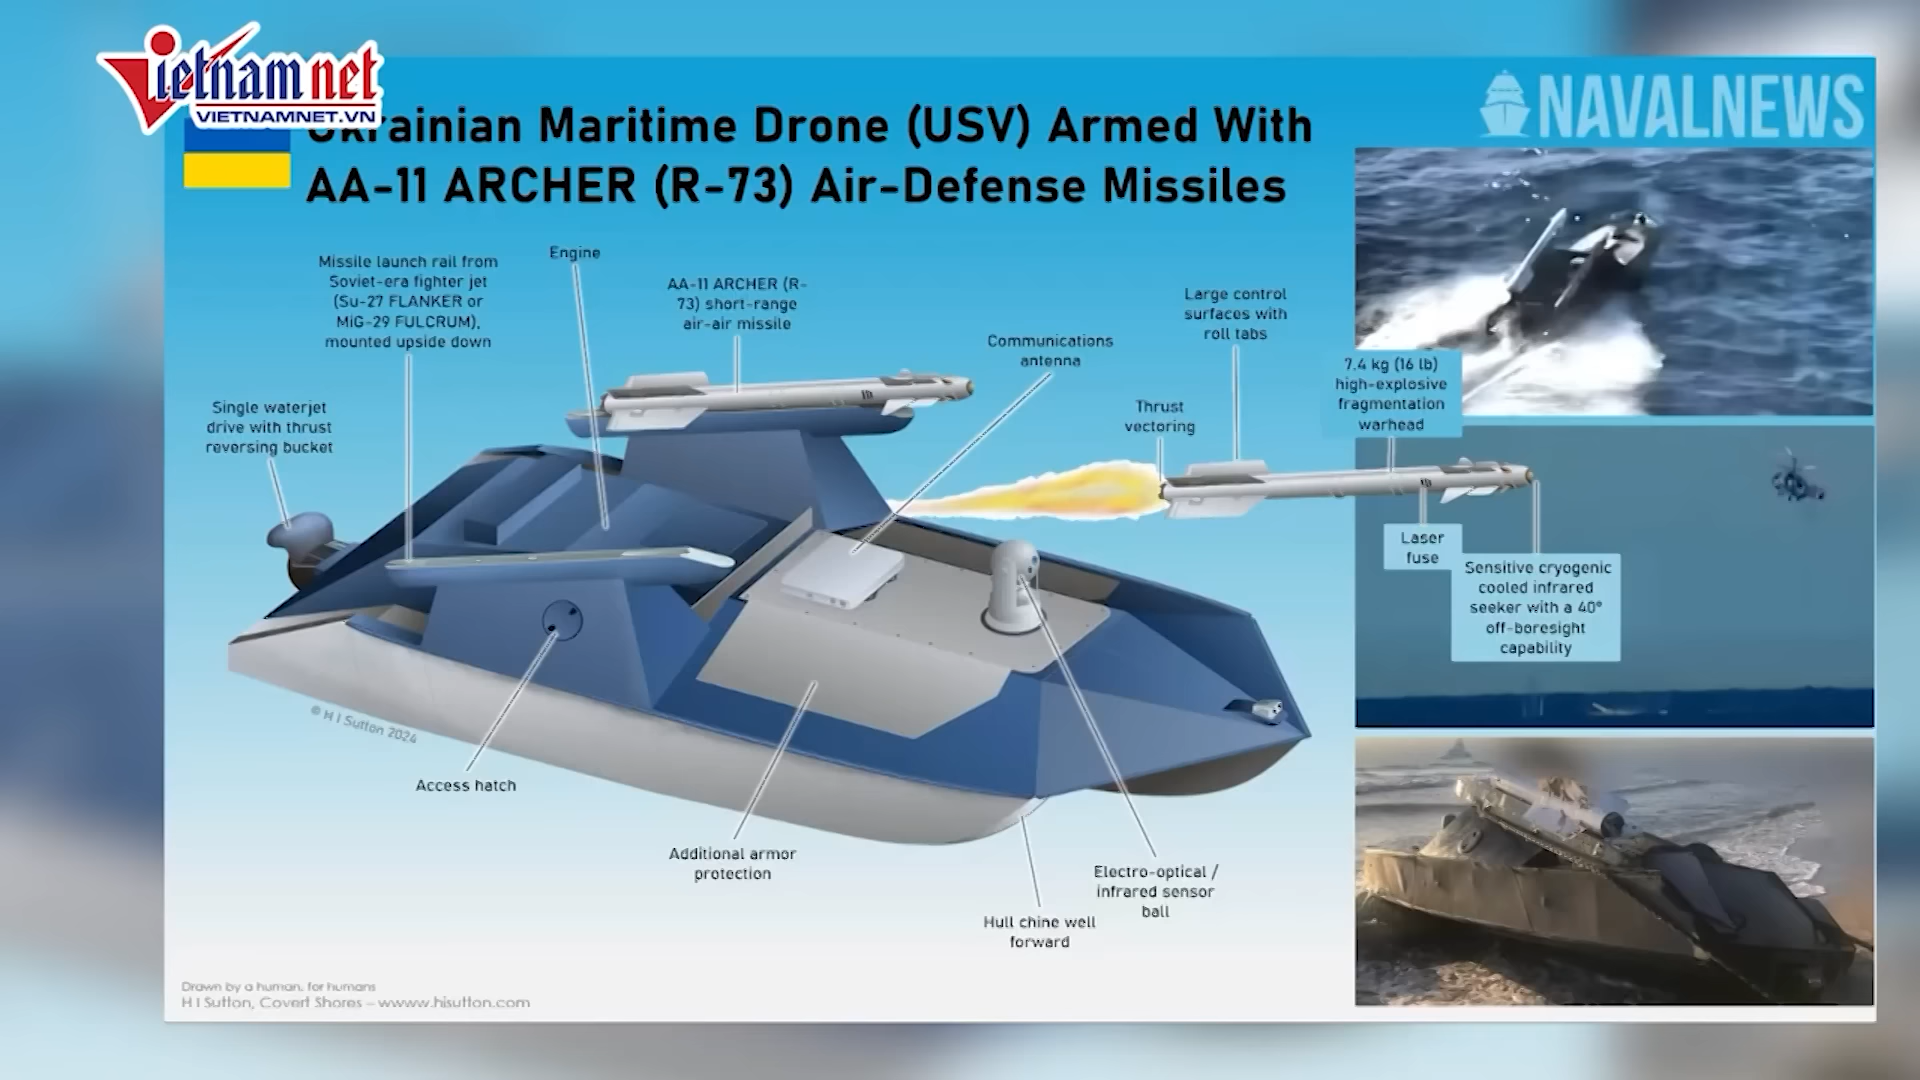 Vietnamnet
VIETNAMNET.VN
NAVALNEWS
Ukrainian Maritime Drone (USV) Armed With
AA-11 ARCHER (R-73) Air-Defense Missiles
Missile launch rail from
Soviet-era fighter jet
(Su-27 FLANKER or
MiG-29 FULCRUM),
mounted upside down
Engine
AA-11 ARCHER (R-
73) short-range
air-air missile
Communications
antenna
Large control
surfaces with
roll tabs
7.4 kg (16 lb)
high-explosive
fragmentation
warhead
Single waterjet
drive with thrust
reversing bucket
Thrust
vectoring
Laser
fuse
Sensitive cryogenic
cooled infrared
seeker with a 40°
off-boresight
capability
© H I Sutton 2024
Access hatch
Additional armor
protection
Electro-optical /
infrared sensor
ball
Hull chine well
forward
Drawn by a human, for humans
H I Sutton, Covert Shores – wwww.hisutton.com